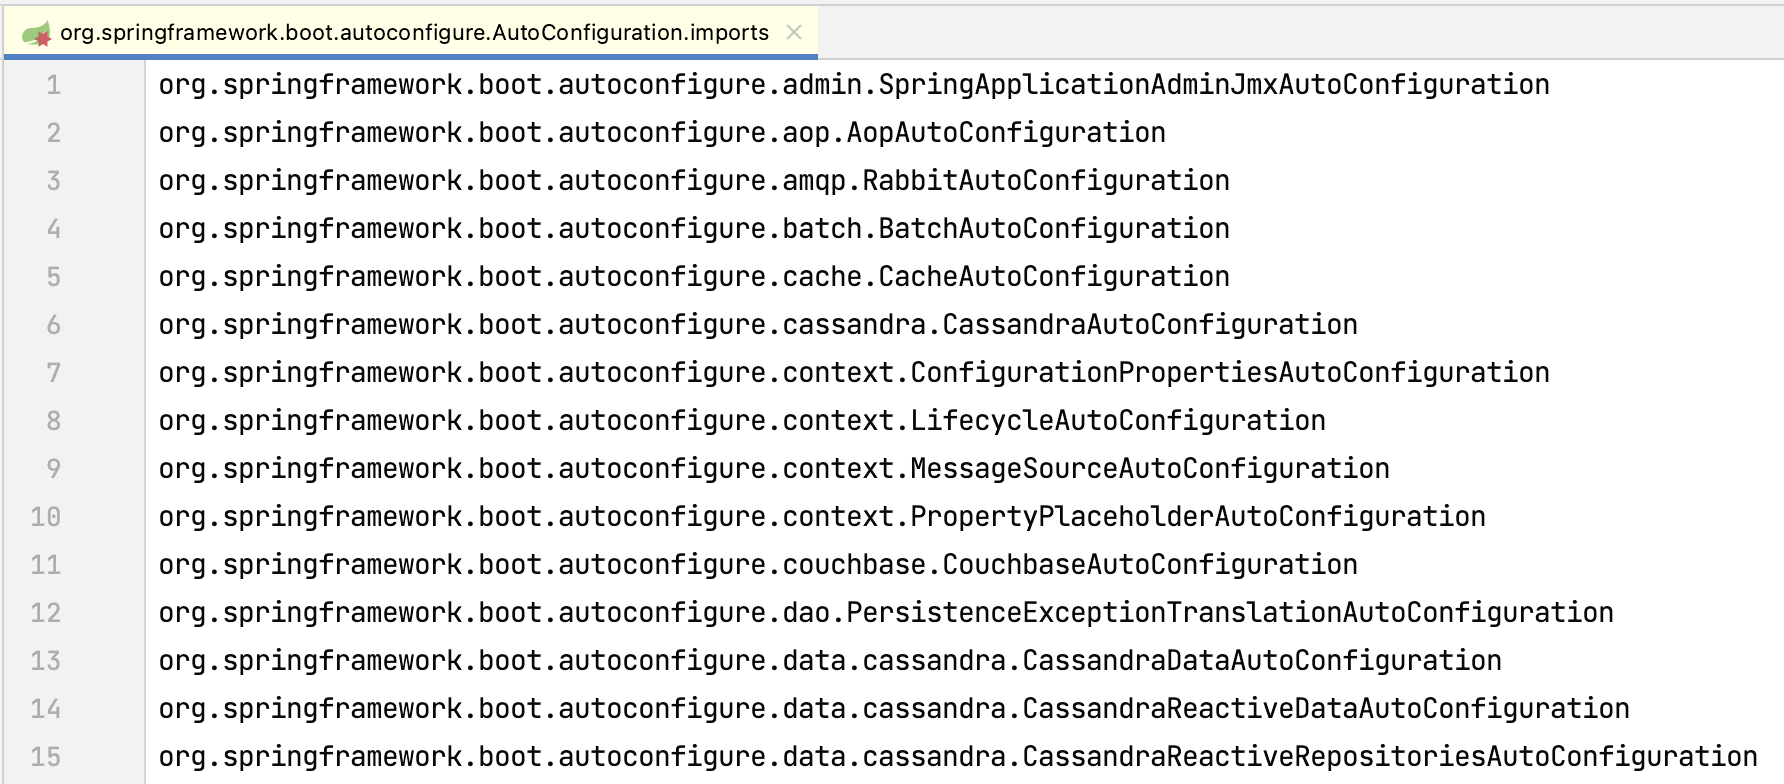 org.springframework.boot.autoconfigure.AutoConfiguration.imports
1 org.springframework.boot.autoconfigure.admin.SpringApplicationAdminJmxAutoConfiguration
2 org.springframework.boot.autoconfigure.aop.AopAutoConfiguration
3 org.springframework.boot.autoconfigure.amqp.RabbitAutoConfiguration
4 org.springframework.boot.autoconfigure.batch.BatchAutoConfiguration
5 org.springframework.boot.autoconfigure.cache.CacheAutoConfiguration
6 org.springframework.boot.autoconfigure.cassandra.CassandraAutoConfiguration
7 org.springframework.boot.autoconfigure.context.ConfigurationPropertiesAutoConfiguration
8 org.springframework.boot.autoconfigure.context.LifecycleAutoConfiguration
9 org.springframework.boot.autoconfigure.context.MessageSourceAutoConfiguration
10 org.springframework.boot.autoconfigure.context.PropertyPlaceholderAutoConfiguration
11 org.springframework.boot.autoconfigure.couchbase.CouchbaseAutoConfiguration
12 org.springframework.boot.autoconfigure.dao.PersistenceExceptionTranslationAutoConfiguration
13 org.springframework.boot.autoconfigure.data.cassandra.CassandraDataAutoConfiguration
14 org.springframework.boot.autoconfigure.data.cassandra.CassandraReactiveDataAutoConfiguration
15 org.springframework.boot.autoconfigure.data.cassandra.CassandraReactiveRepositoriesAutoConfiguration